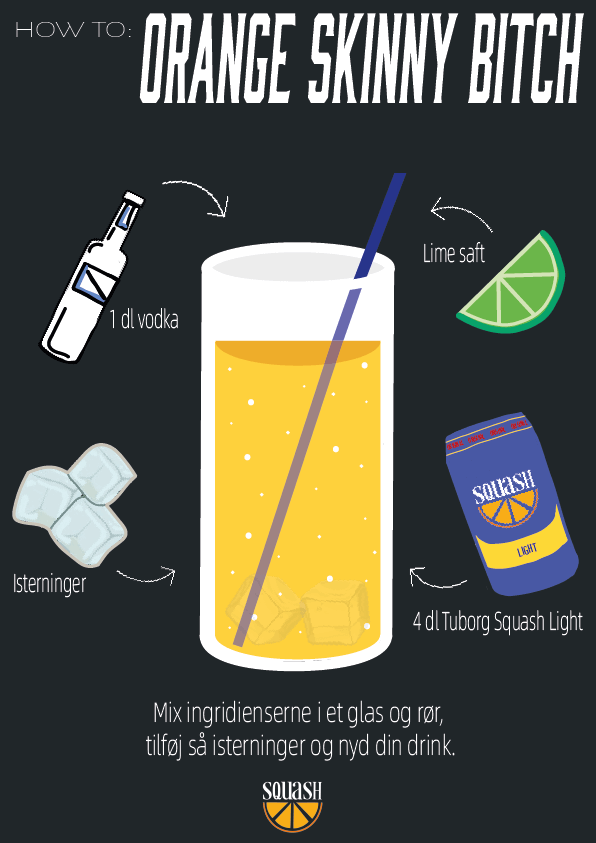 HOW TO:
ORANGE SKINNY BITCH
Lime saft
1 dl vodka
SQUASH
LIGHT
Isterninger
4 dl Tuborg Squash Light
Mix ingridienserne i et glas og rør,
tilføj så isterninger og nyd din drink.
SQUASH